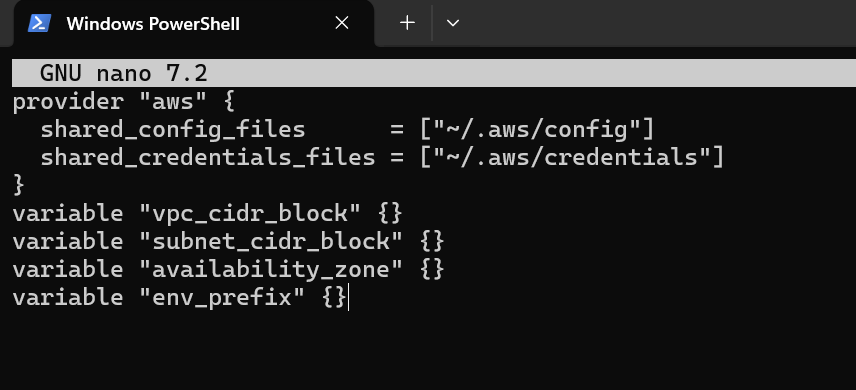 Windows PowerShell
GNU nano 7.2
provider "aws" {
  shared_config_files      = ["~/.aws/config"]
  shared_credentials_files = ["~/.aws/credentials"]
}
variable "vpc_cidr_block" {}
variable "subnet_cidr_block" {}
variable "availability_zone" {}
variable "env_prefix" {}